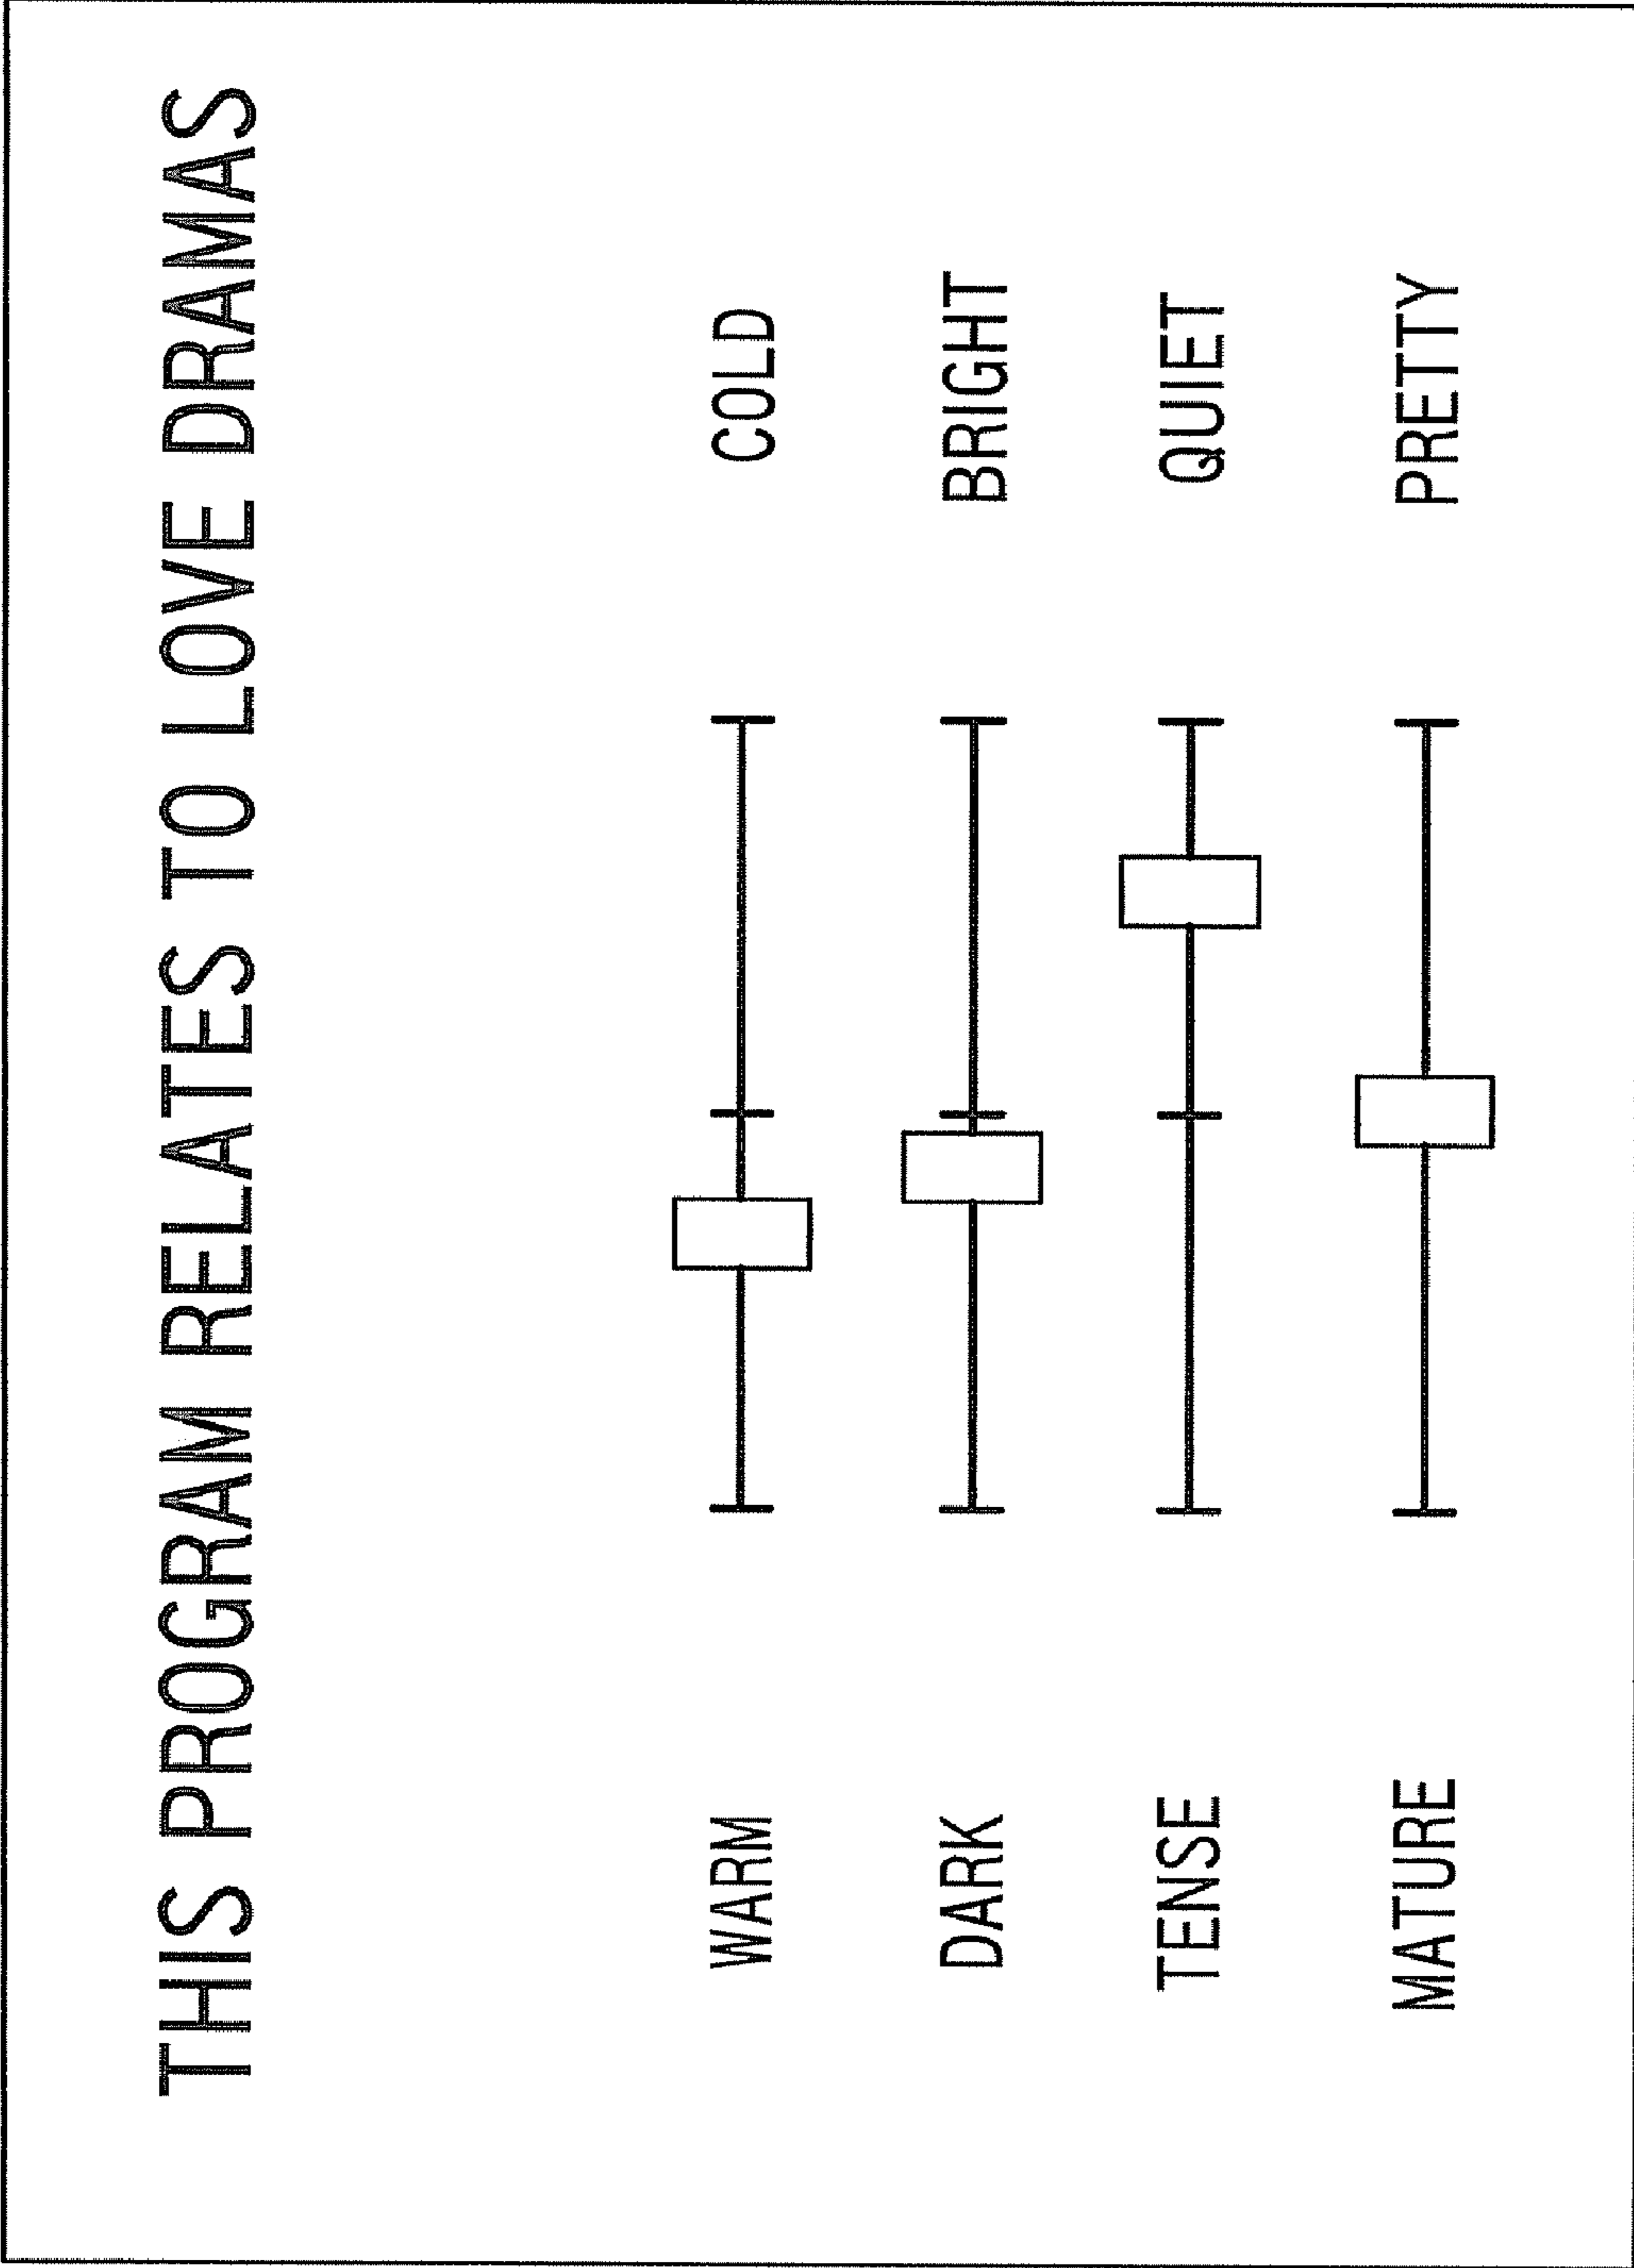 THIS PROGRAM RELATES TO LOVE DRAMAS
WARM COLD
DARK BRIGHT
TENSE QUIET
MATURE PRETTY